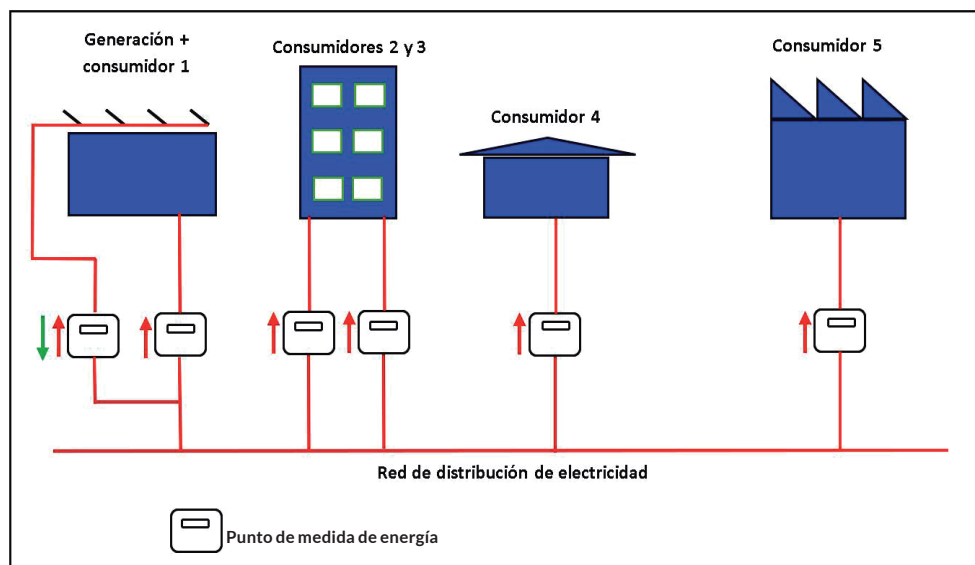 Generación +
consumidor 1
Consumidores 2 y 3
Consumidor 4
Consumidor 5
Red de distribución de electricidad
Punto de medida de energía